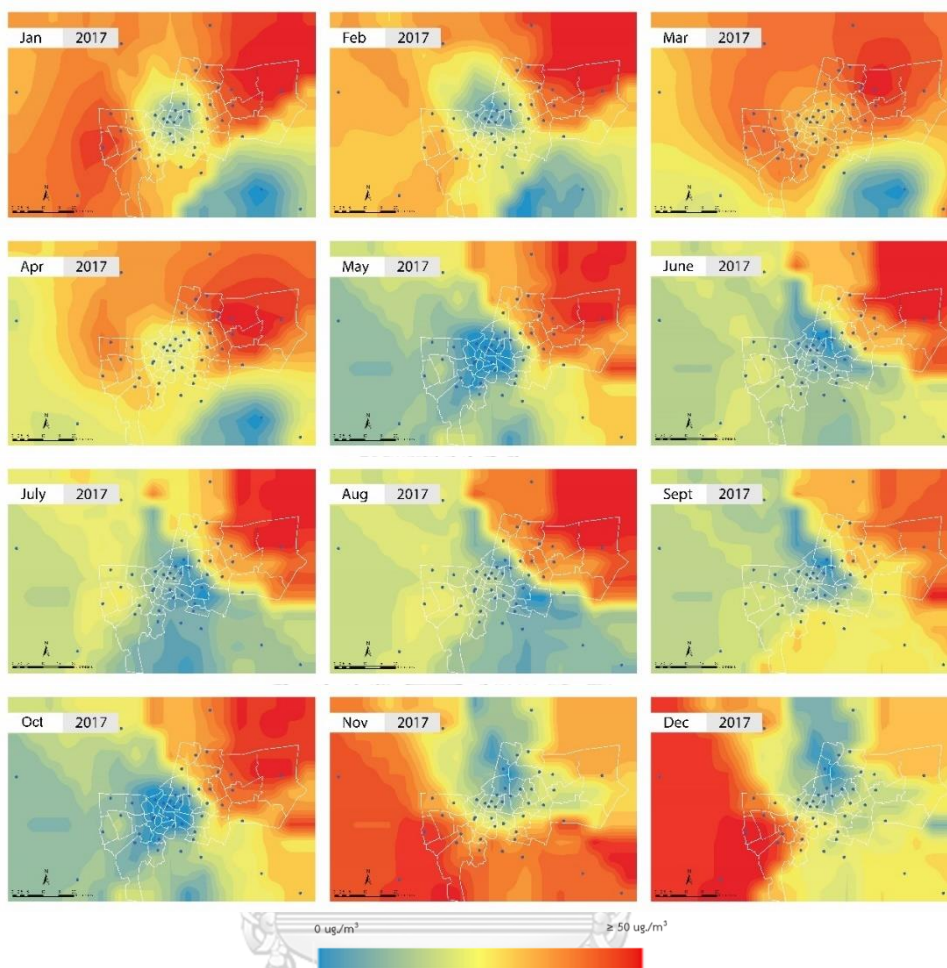 Jan 2017
Feb 2017
Mar 2017
Apr 2017
May 2017
June 2017
July 2017
Aug 2017
Sept 2017
Oct 2017
Nov 2017
Dec 2017
0 ug./m³
≥ 50 ug./m³